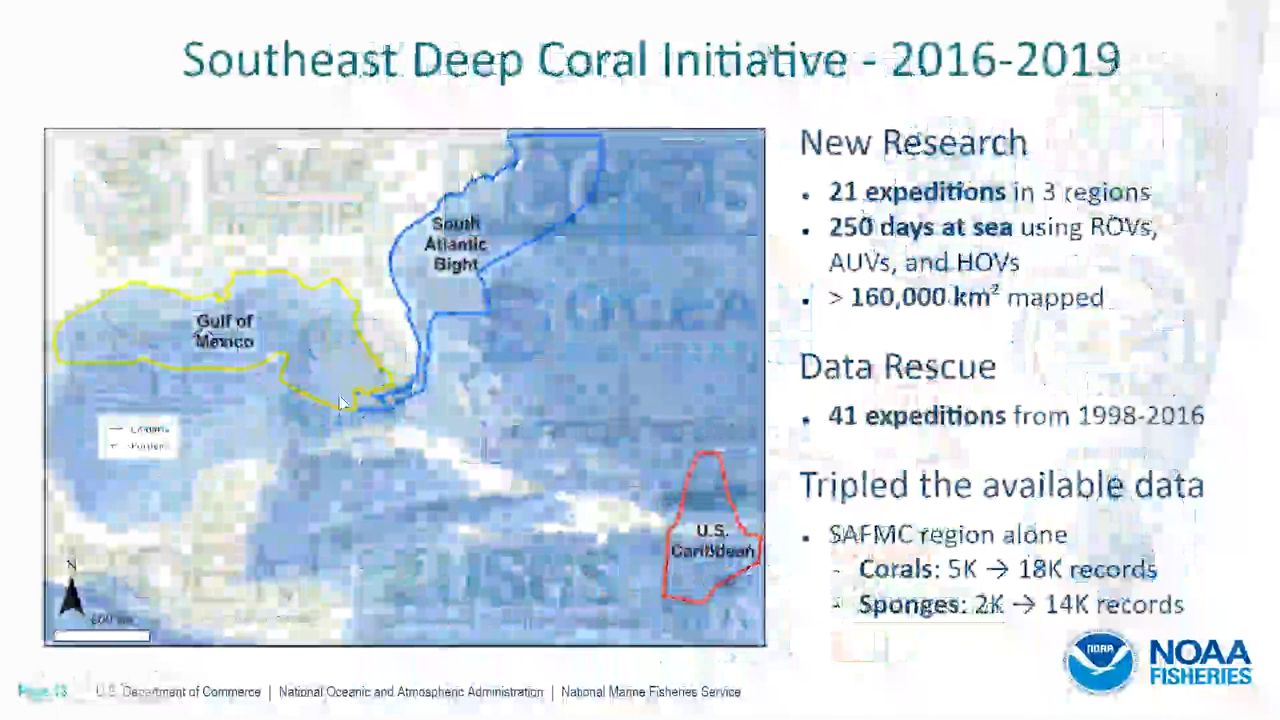 Southeast Deep Coral Initiative - 2016-2019
South
Atlantic
Bight
Gulf of
Mexico
U.S.
Caribbean
N
New Research
• 21 expeditions in 3 regions
• 250 days at sea using ROVs,
AUVs, and HOVs
• > 160,000 km² mapped
Data Rescue
• 41 expeditions from 1998-2016
Tripled the available data
• SAFMC region alone
- Corals: 5K → 18K records
- Sponges: 2K → 14K records
NOAA
NOAA
FISHERIES
Page 13 U.S. Department of Commerce | National Oceanic and Atmospheric Administration | National Marine Fisheries Service